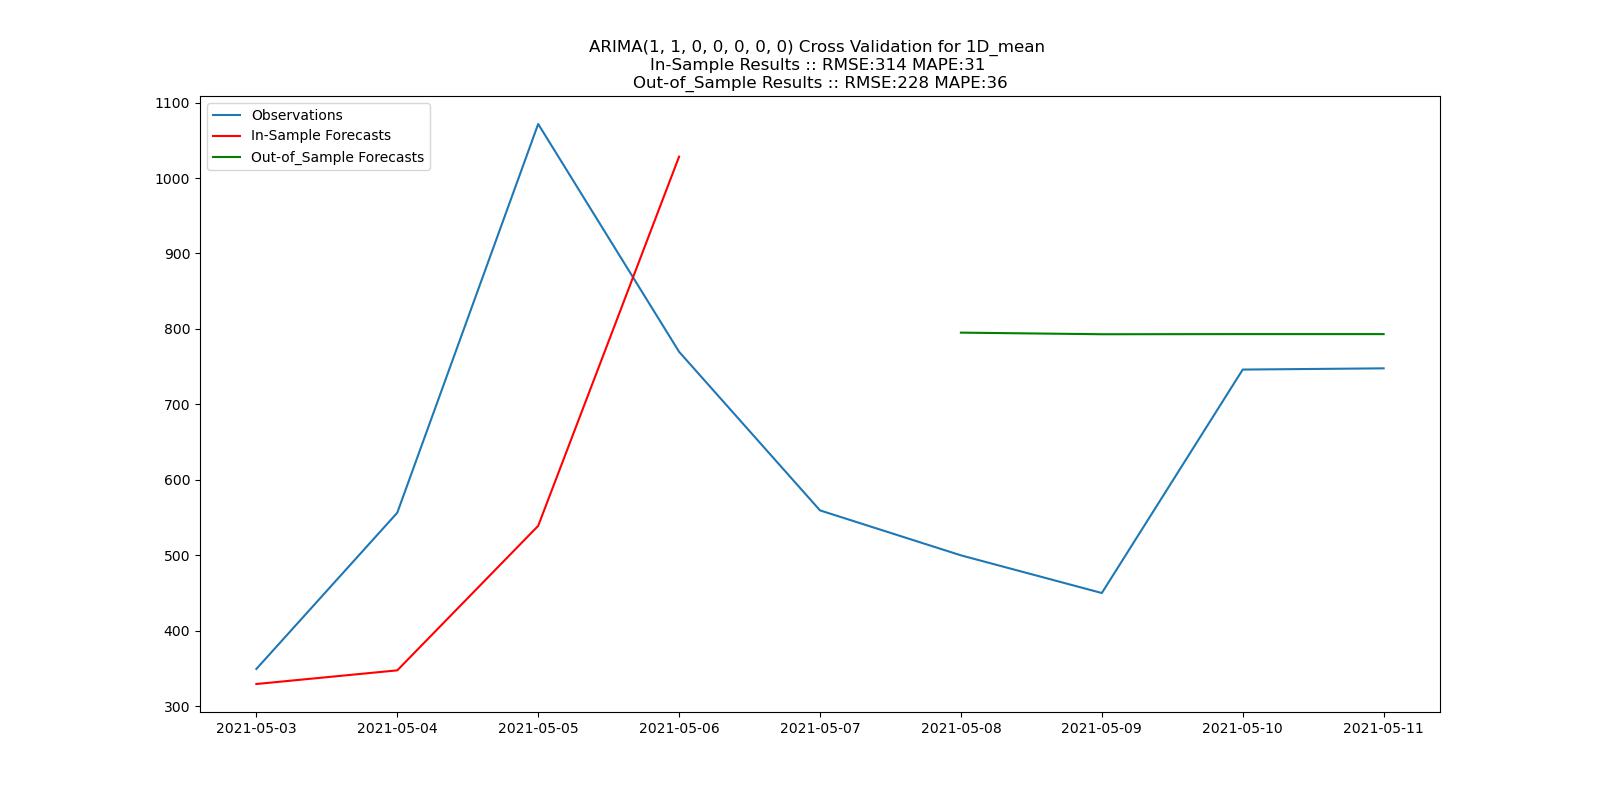 ARIMA(1, 1, 0, 0, 0, 0, 0) Cross Validation for 1D_mean
In-Sample Results :: RMSE:314 MAPE:31
Out-of_Sample Results :: RMSE:228 MAPE:36
Observations
In-Sample Forecasts
Out-of_Sample Forecasts
1100
1000
900
800
700
600
500
400
300
2021-05-03 2021-05-04 2021-05-05 2021-05-06 2021-05-07 2021-05-08 2021-05-09 2021-05-10 2021-05-11